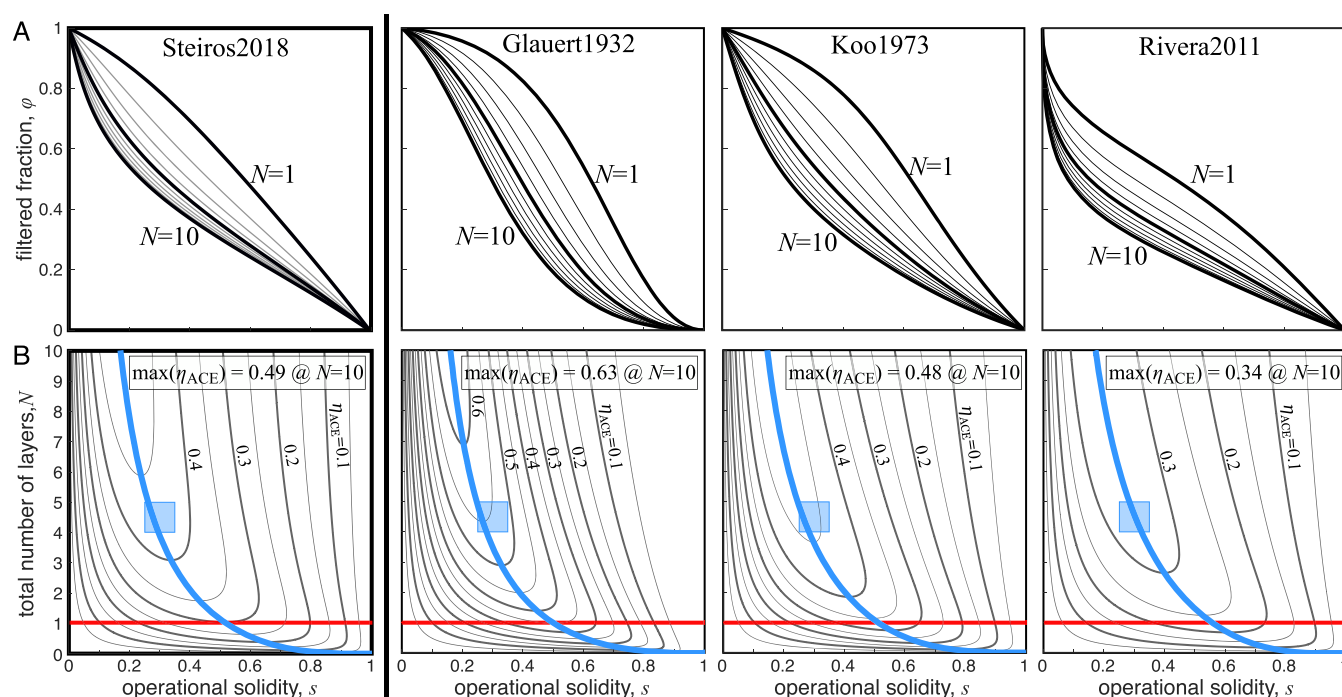 A
Steiros2018
Glauert1932
Koo1973
Rivera2011
filtered fraction, φ
1
0.8
0.6
0.4
0.2
0
N=1
N=10
N=1
N=10
N=1
N=10
N=1
N=10
B
total number of layers,N
10
9
8
7
6
5
4
3
2
1
0
max(ηACE) = 0.49 @ N=10
max(ηACE) = 0.63 @ N=10
max(ηACE) = 0.48 @ N=10
max(ηACE) = 0.34 @ N=10
0.4
0.3
0.2
ηACE=0.1
0.6
0.5
0.4
0.3
0.2
ηACE=0.1
0.4
0.3
0.2
ηACE=0.1
0.3
0.2
ηACE=0.1
0 0.2 0.4 0.6 0.8 1
0.2 0.4 0.6 0.8 1
0.2 0.4 0.6 0.8 1
0.2 0.4 0.6 0.8 1
operational solidity, s
operational solidity, s
operational solidity, s
operational solidity, s